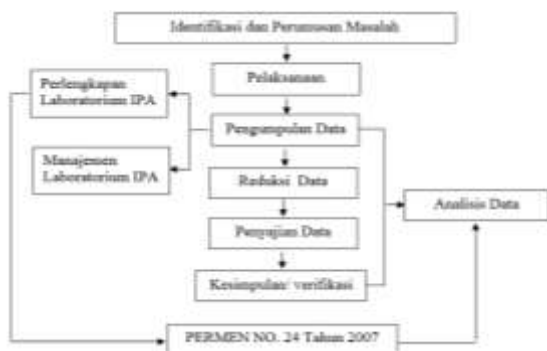 Identifikasi dan Perumusan Masalah
Pelaksanaan
Perlengkapan
Laboratorium IPA
Pengumpulan Data
Manajemen
Laboratorium IPA
Reduksi Data
Analisis Data
Penyajian Data
Kesimpulan/ verifikasi
PERMEN NO. 24 Tahun 2007